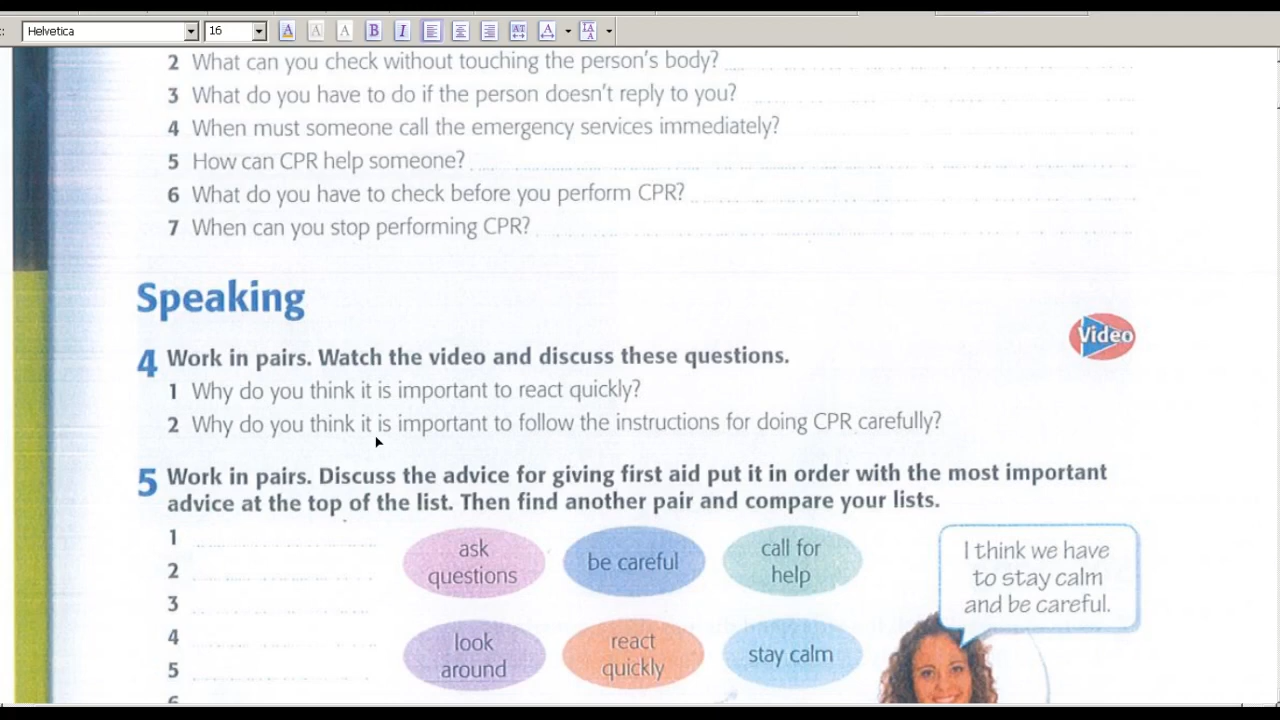 Helvetica 16
2 What can you check without touching the person's body?
3 What do you have to do if the person doesn't reply to you?
4 When must someone call the emergency services immediately?
5 How can CPR help someone?
6 What do you have to check before you perform CPR?
7 When can you stop performing CPR?
Speaking
Video
4 Work in pairs. Watch the video and discuss these questions.
1 Why do you think it is important to react quickly?
2 Why do you think it is important to follow the instructions for doing CPR carefully?
5 Work in pairs. Discuss the advice for giving first aid put it in order with the most important
advice at the top of the list. Then find another pair and compare your lists.
1
2
3
4
5
6
ask
questions
be careful
call for
help
look
around
react
quickly
stay calm
I think we have
to stay calm
and be careful.